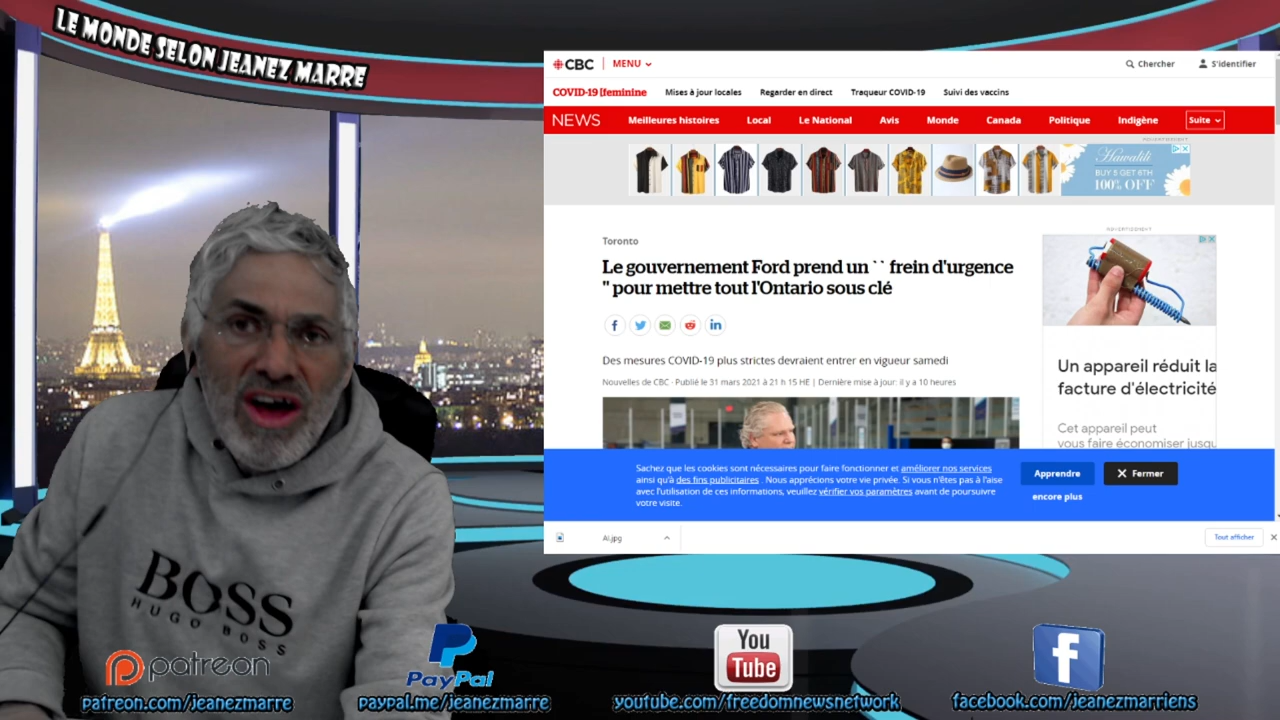 LE MONDE SELON JEANEZ MARRE
CBC
MENU
Chercher
S'identifier
COVID-19 [feminine
Mises à jour locales
Regarder en direct
Traqueur COVID-19
Suivi des vaccins
NEWS
Meilleures histoires
Local
Le National
Avis
Monde
Canada
Politique
Indigène
Suite
ADVERTISEMENT
Hawalili
BUY 5 GET 6TH
100% OFF
Toronto
Le gouvernement Ford prend un `` frein d'urgence
" pour mettre tout l'Ontario sous clé
Des mesures COVID-19 plus strictes devraient entrer en vigueur samedi
Nouvelles de CBC · Publié le 31 mars 2021 à 21 h 15 HE | Dernière mise à jour: il y a 10 heures
ADVERTISEMENT
Un appareil réduit la
facture d'électricité
Cet appareil peut
vous faire économiser jusqu
Sachez que les cookies sont nécessaires pour faire fonctionner et améliorer nos services
ainsi qu'à des fins publicitaires . Nous apprécions votre vie privée. Si vous n'êtes pas à l'aise
avec l'utilisation de ces informations, veuillez vérifier vos paramètres avant de poursuivre
votre visite.
Apprendre
encore plus
Fermer
Ai.jpg
Tout afficher
BOSS
HUGO BOSS
patreon
patreon.com/jeanezmarre
PayPal
paypal.me/jeanezmarre
You
Tube
youtube.com/freedomnewsnetwork
f
facebook.com/jeanezmarriens